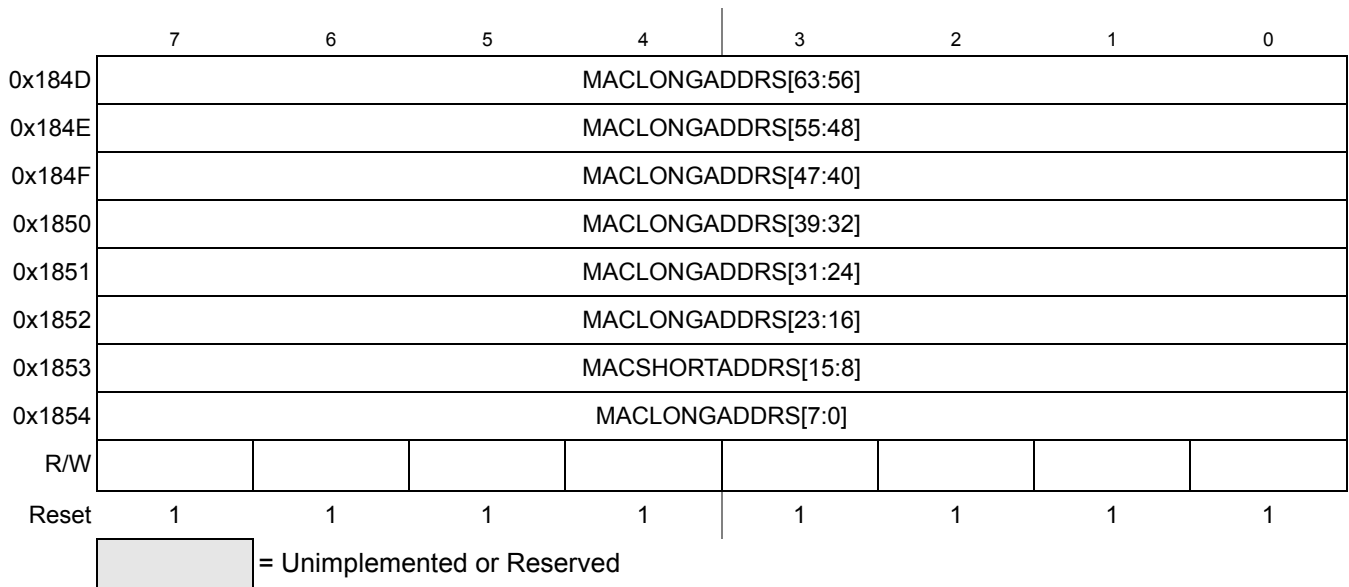 7 6 5 4 3 2 1 0
0x184D MACLONGADDRS[63:56]
0x184E MACLONGADDRS[55:48]
0x184F MACLONGADDRS[47:40]
0x1850 MACLONGADDRS[39:32]
0x1851 MACLONGADDRS[31:24]
0x1852 MACLONGADDRS[23:16]
0x1853 MACSHORTADDRS[15:8]
0x1854 MACLONGADDRS[7:0]
R/W
Reset 1 1 1 1 1 1 1 1
= Unimplemented or Reserved